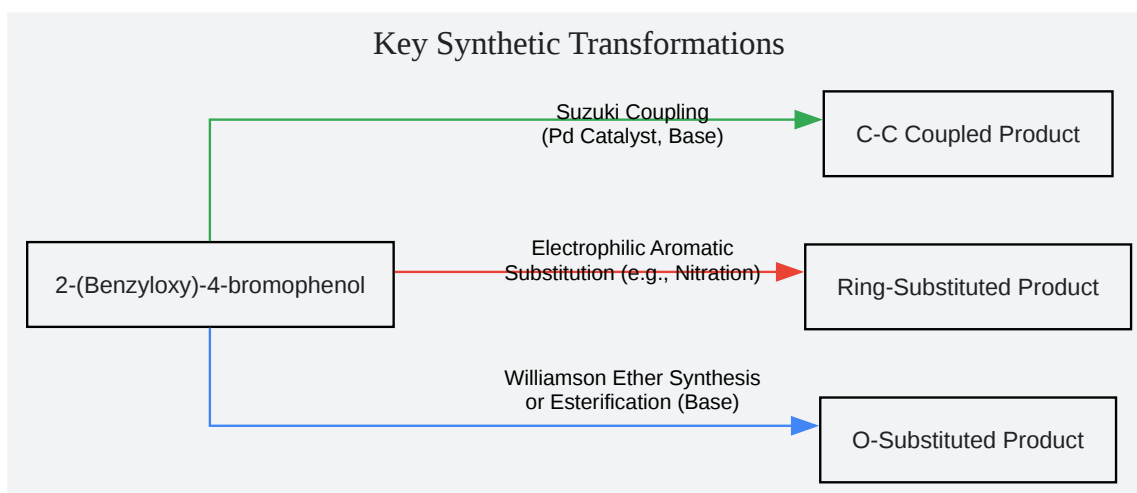 Key Synthetic Transformations
Suzuki Coupling
(Pd Catalyst, Base)
C-C Coupled Product
2-(Benzyloxy)-4-bromophenol
Electrophilic Aromatic
Substitution (e.g., Nitration)
Ring-Substituted Product
Williamson Ether Synthesis
or Esterification (Base)
O-Substituted Product